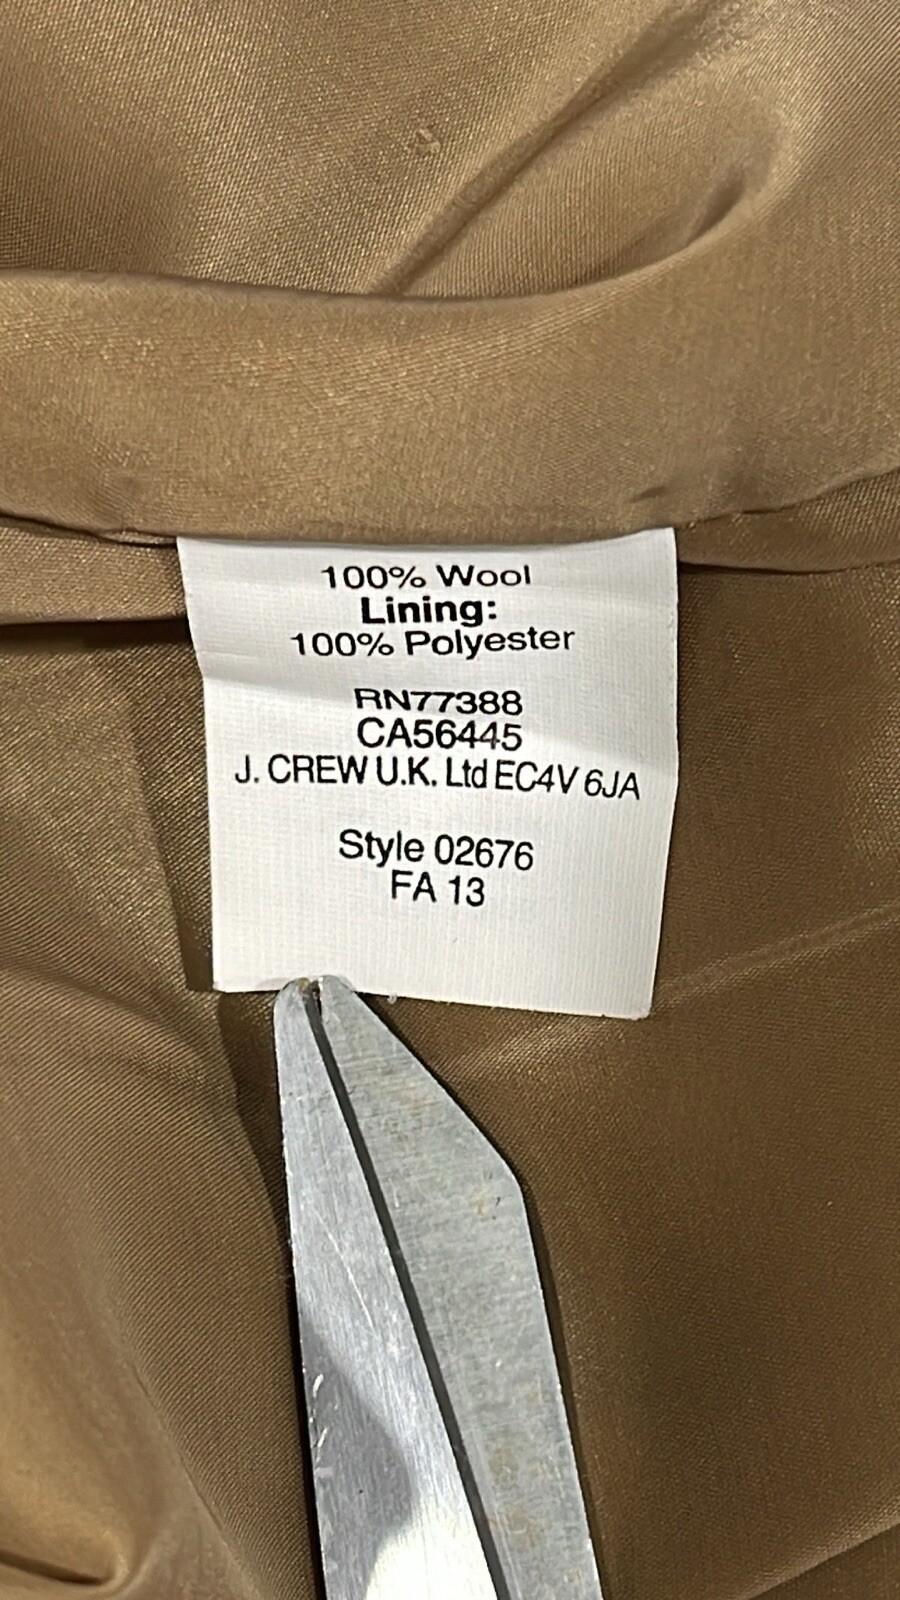 100% Wool
Lining:
100% Polyester
RN77388
CA56445
J. CREW U.K. Ltd EC4V 6JA
Style 02676
FA 13